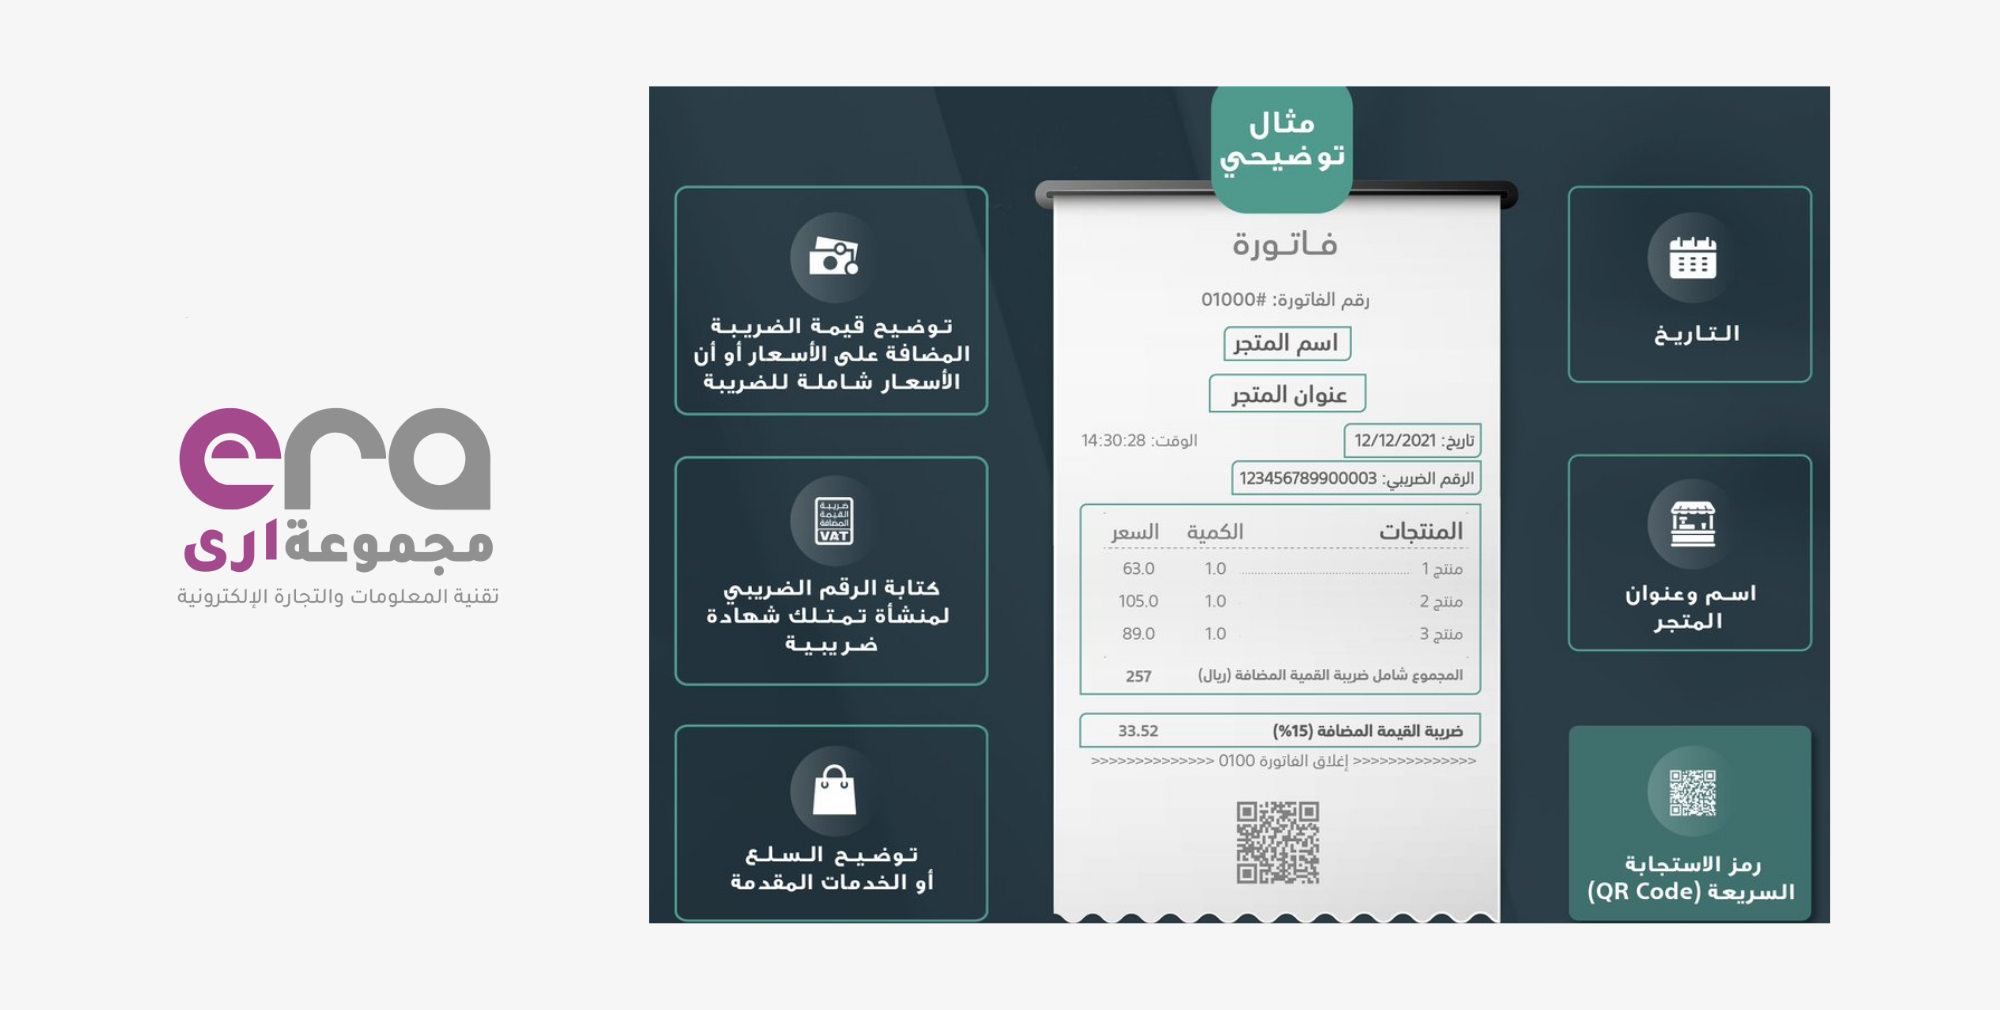 مثال
توضيحي
فاتورة
رقم الفاتورة: #01000
اسم المتجر
عنوان المتجر
تاريخ: 12/12/2021
الوقت: 14:30:28
الرقم الضريبي: 123456789900003
المنتجات الكمية السعر
منتج 1 1.0 63.0
منتج 2 1.0 105.0
منتج 3 1.0 89.0
المجموع شامل ضريبة القمية المضافة (ريال) 257
ضريبة القيمة المضافة (15%) 33.52
>>>>>>>>>>>>>> إغلاق الفاتورة 0100 >>>>>>>>>>>>>>
التاريخ
اسم وعنوان
المتجر
رمز الاستجابة
السريعة (QR Code)
توضيح قيمة الضريبة
المضافة على الأسعار أو أن
الأسعار شاملة للضريبة
ضريبة
القيمة
المضافة
VAT
كتابة الرقم الضريبي
لمنشأة تمتلك شهادة
ضريبية
توضيح السلع
أو الخدمات المقدمة
era
مجموعة ارى
تقنية المعلومات والتجارة الإلكترونية